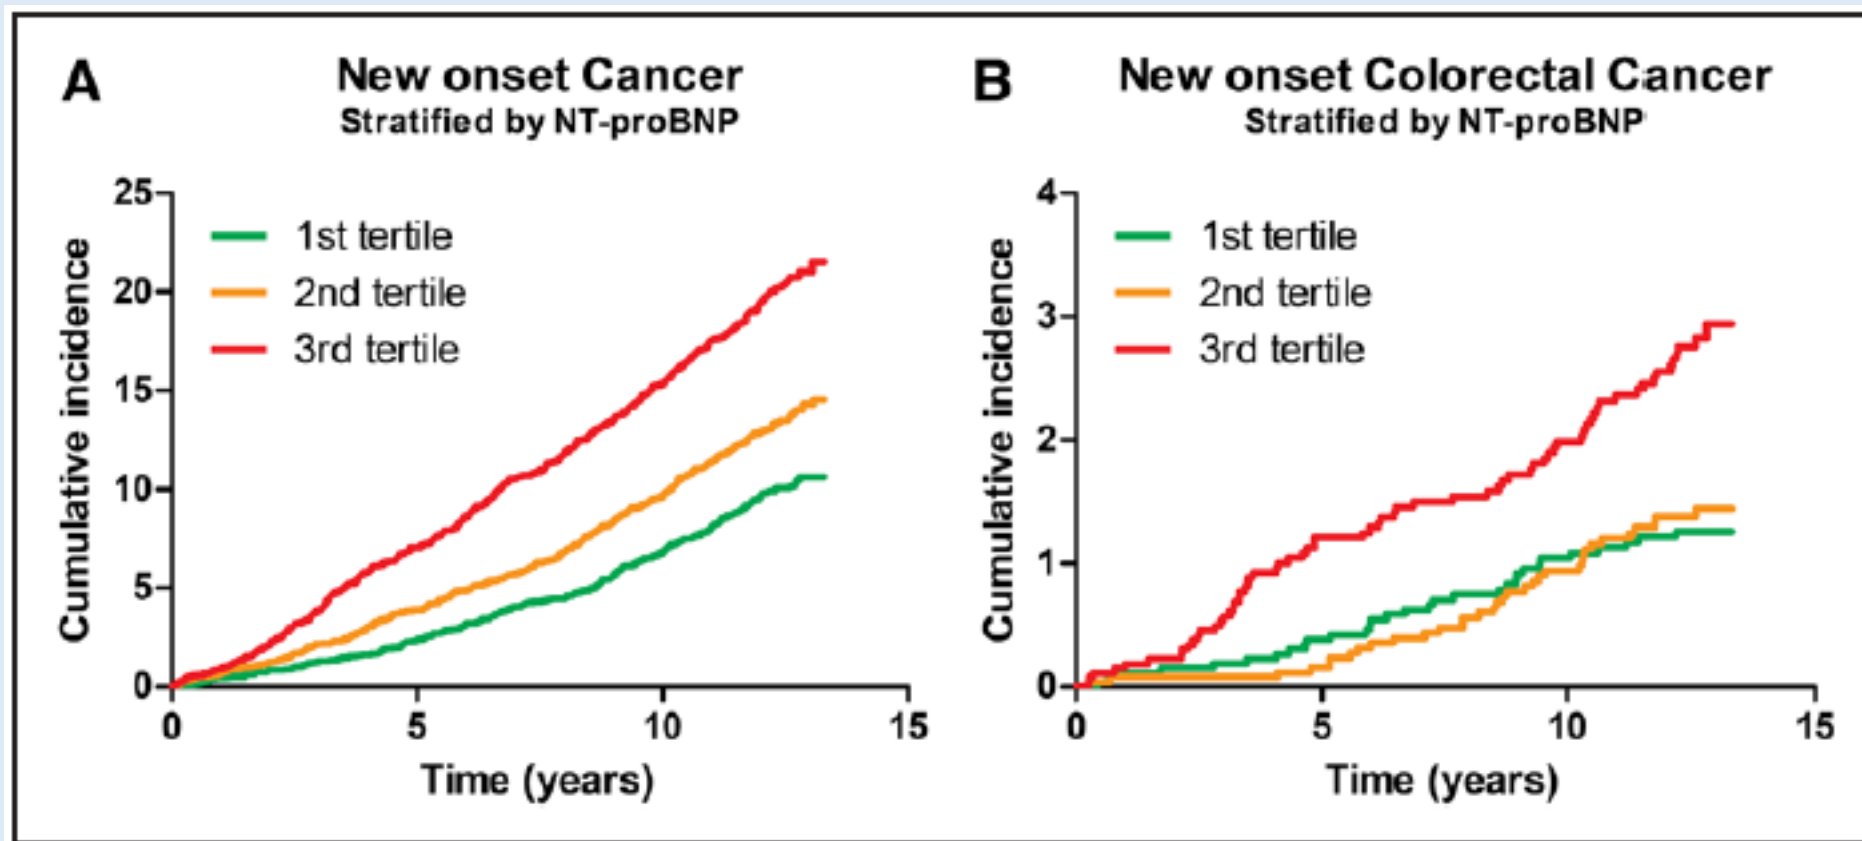 A
New onset Cancer
Stratified by NT-proBNP
25
20
15
10
5
0
Cumulative incidence
1st tertile
2nd tertile
3rd tertile
0 5 10 15
Time (years)
B
New onset Colorectal Cancer
Stratified by NT-proBNP
4
3
2
1
0
Cumulative incidence
1st tertile
2nd tertile
3rd tertile
0 5 10 15
Time (years)